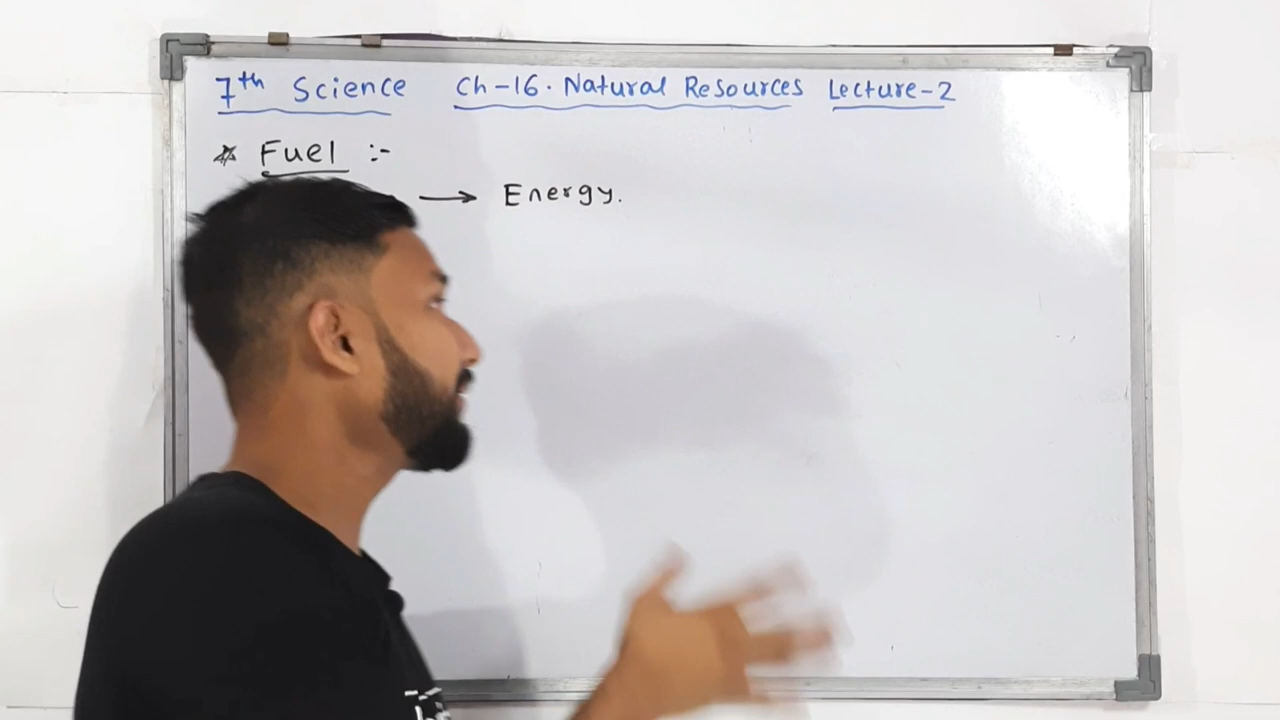 7th Science Ch-16. Natural Resources Lecture-2
* Fuel :-
→ Energy.